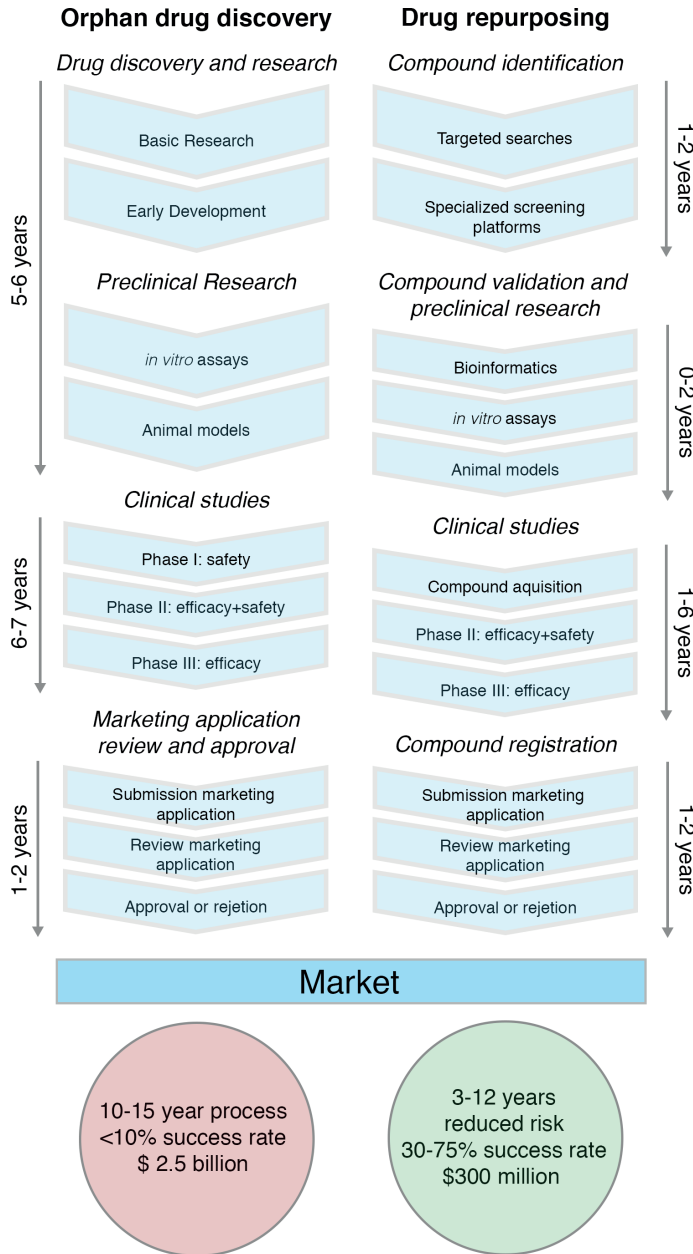 Orphan drug discovery
Drug discovery and research
5-6 years
Basic Research
Early Development
Preclinical Research
in vitro assays
Animal models
Clinical studies
6-7 years
Phase I: safety
Phase II: efficacy+safety
Phase III: efficacy
Marketing application
review and approval
1-2 years
Submission marketing
application
Review marketing
application
Approval or rejetion
Drug repurposing
Compound identification
1-2 years
Targeted searches
Specialized screening
platforms
Compound validation and
preclinical research
0-2 years
Bioinformatics
in vitro assays
Animal models
Clinical studies
1-6 years
Compound aquisition
Phase II: efficacy+safety
Phase III: efficacy
Compound registration
1-2 years
Submission marketing
application
Review marketing
application
Approval or rejetion
Market
10-15 year process
<10% success rate
$ 2.5 billion
3-12 years
reduced risk
30-75% success rate
$300 million